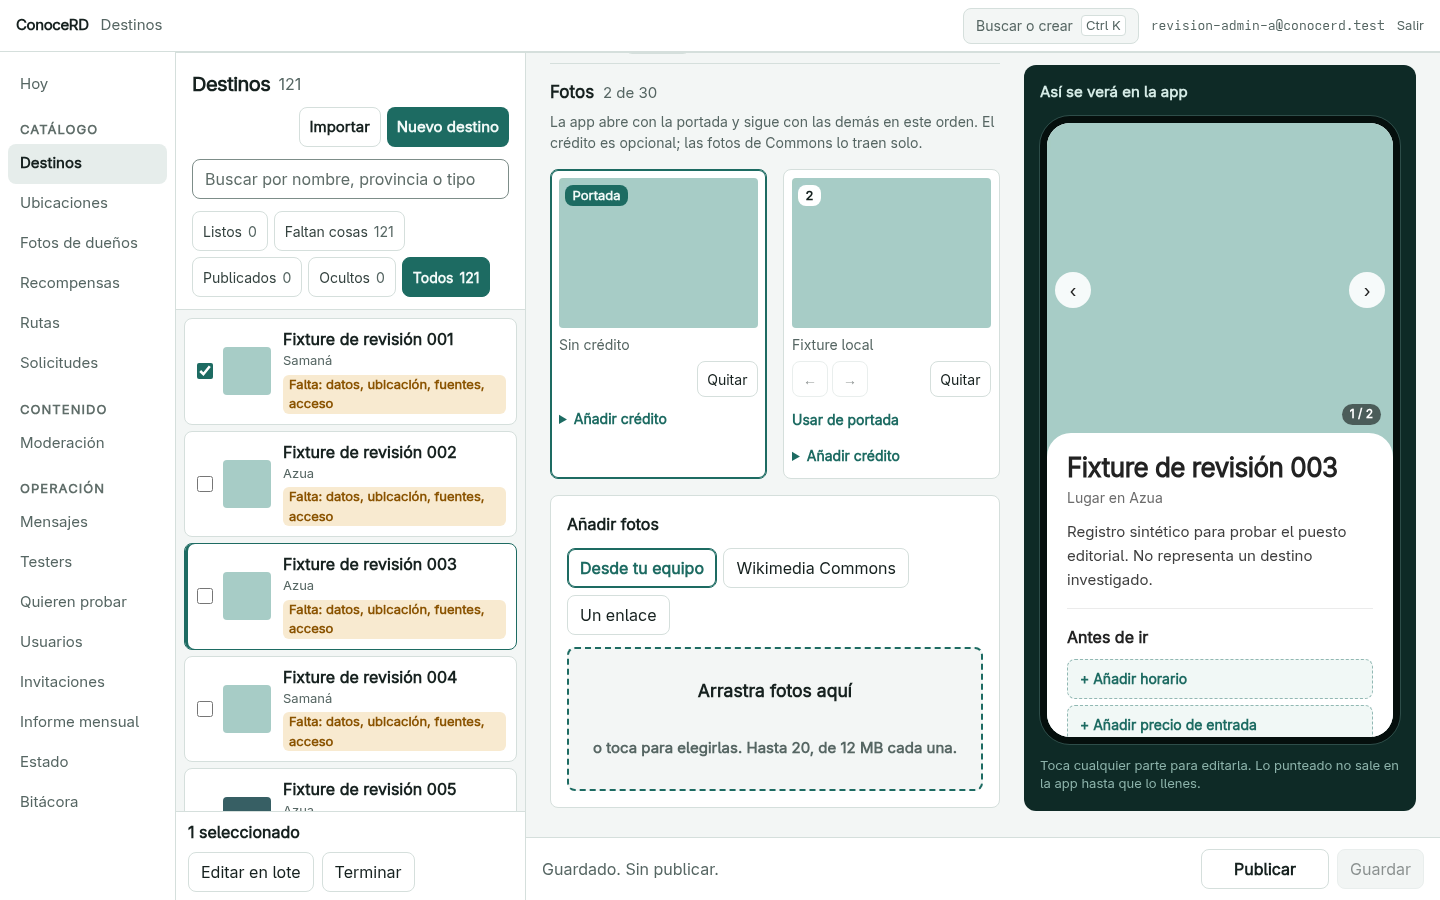 ConoceRD Destinos
Buscar o crear Ctrl K
revision-admin-a@conocerd.test
Salir
Hoy
CATÁLOGO
Destinos
Ubicaciones
Fotos de dueños
Recompensas
Rutas
Solicitudes
CONTENIDO
Moderación
OPERACIÓN
Mensajes
Testers
Quieren probar
Usuarios
Invitaciones
Informe mensual
Estado
Bitácora
Destinos 121
Importar
Nuevo destino
Buscar por nombre, provincia o tipo
Listos 0
Faltan cosas 121
Publicados 0
Ocultos 0
Todos 121
Fixture de revisión 001
Samaná
Falta: datos, ubicación, fuentes,
acceso
Fixture de revisión 002
Azua
Falta: datos, ubicación, fuentes,
acceso
Fixture de revisión 003
Azua
Falta: datos, ubicación, fuentes,
acceso
Fixture de revisión 004
Samaná
Falta: datos, ubicación, fuentes,
acceso
Fixture de revisión 005
Azua
1 seleccionado
Editar en lote
Terminar
Fotos 2 de 30
La app abre con la portada y sigue con las demás en este orden. El
crédito es opcional; las fotos de Commons lo traen solo.
Portada
Sin crédito
Quitar
▶ Añadir crédito
2
Fixture local
← →
Quitar
Usar de portada
▶ Añadir crédito
Añadir fotos
Desde tu equipo
Wikimedia Commons
Un enlace
Arrastra fotos aquí
o toca para elegirlas. Hasta 20, de 12 MB cada una.
Guardado. Sin publicar.
Publicar
Guardar
Así se verá en la app
‹ ›
1 / 2
Fixture de revisión 003
Lugar en Azua
Registro sintético para probar el puesto
editorial. No representa un destino
investigado.
Antes de ir
+ Añadir horario
+ Añadir precio de entrada
Toca cualquier parte para editarla. Lo punteado no sale en
la app hasta que lo llenes.